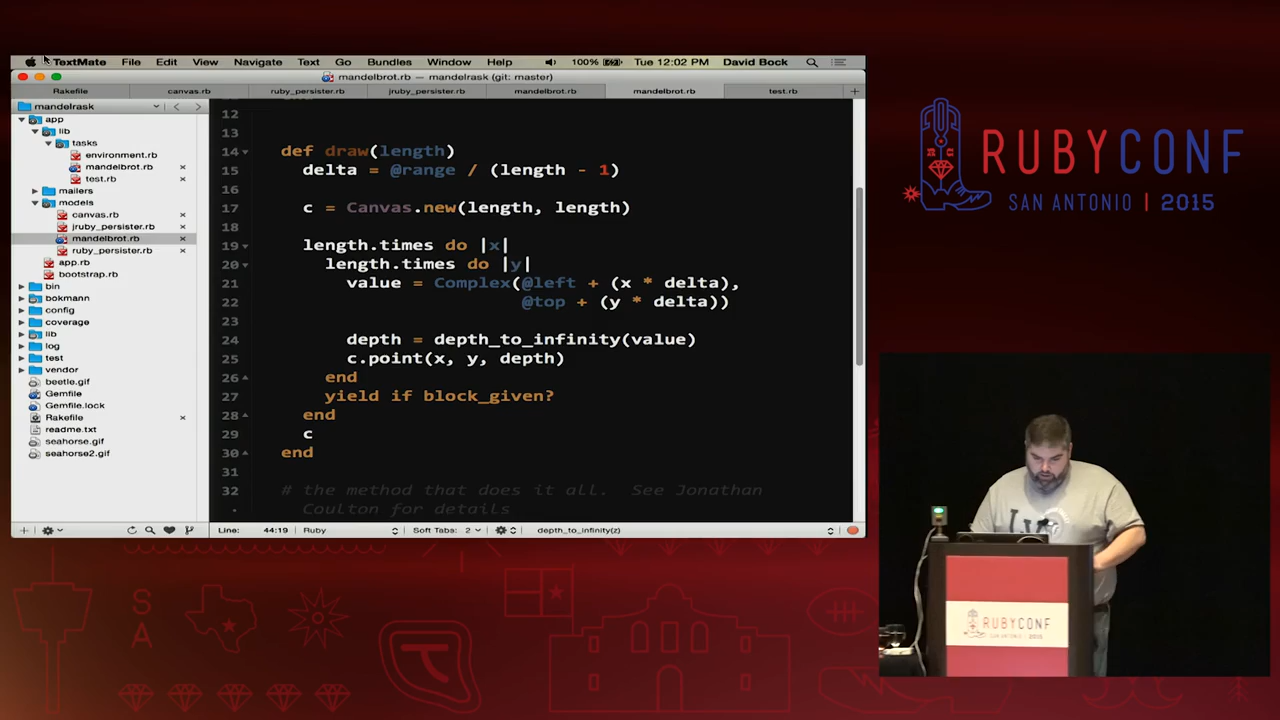 TextMate File Edit View Navigate Text Go Bundles Window Help 100% Tue 12:02 PM David Bock
mandelbrot.rb — mandelrask (git: master)
Rakefile canvas.rb ruby_persister.rb jruby_persister.rb mandelbrot.rb mandelbrot.rb test.rb
mandelrask
app
lib
tasks
environment.rb
mandelbrot.rb
test.rb
mailers
models
canvas.rb
jruby_persister.rb
mandelbrot.rb
ruby_persister.rb
app.rb
bootstrap.rb
bin
bokmann
config
coverage
lib
log
test
vendor
beetle.gif
Gemfile
Gemfile.lock
Rakefile
readme.txt
seahorse.gif
seahorse2.gif
12
13
14 def draw(length)
15 delta = @range / (length - 1)
16
17 c = Canvas.new(length, length)
18
19 length.times do |x|
20 length.times do |y|
21 value = Complex(@left + (x * delta),
22 @top + (y * delta))
23
24 depth = depth_to_infinity(value)
25 c.point(x, y, depth)
26 end
27 yield if block_given?
28 end
29 c
30 end
31
32 # the method that does it all. See Jonathan
Coulton for details
Line: 44:19 Ruby Soft Tabs: 2 depth_to_infinity(z)
RUBYCONF
SAN ANTONIO | 2015
RUBYCONF
SAN ANTONIO 2015
S
A